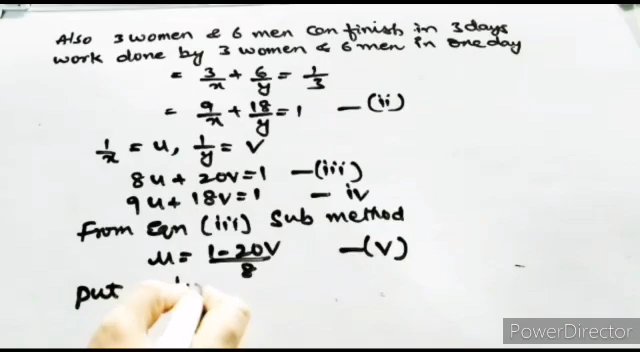 Also 3 women & 6 men can finish in 3 days
work done by 3 women & 6 men in one day
= 3/x + 6/y = 1/3
= 9/x + 18/y = 1 — (ii)
1/x = u, 1/y = v
8u + 20v = 1 — (iii)
9u + 18v = 1 — iv
From Eqn (iii) Sub method
u = 1-20v/8 — (v)
put
PowerDirector